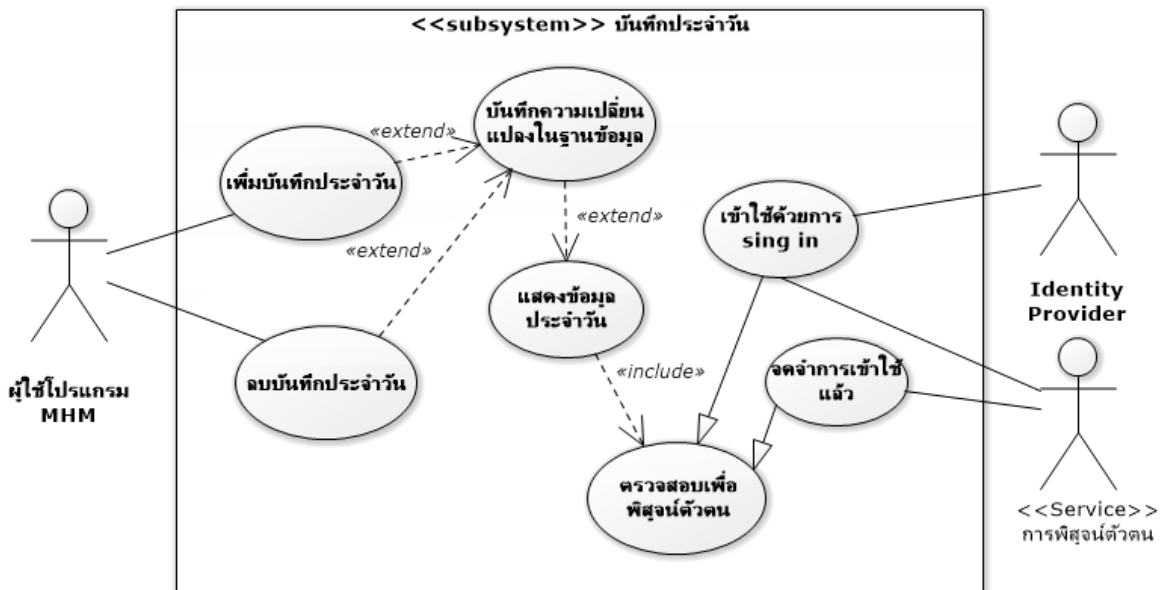 <<subsystem>> บันทึกประจำวัน
บันทึกความเปลี่ยน
แปลงในฐานข้อมูล
«extend»
เพิ่มบันทึกประจำวัน
«extend»
«extend»
เข้าใช้ด้วยการ
sing in
แสดงข้อมูล
ประจำวัน
Identity
Provider
ลบบันทึกประจำวัน
«include»
จดจำการเข้าใช้
แล้ว
ผู้ใช้โปรแกรม
MHM
ตรวจสอบเพื่อ
พิสูจน์ตัวตน
<<Service>>
การพิสูจน์ตัวตน